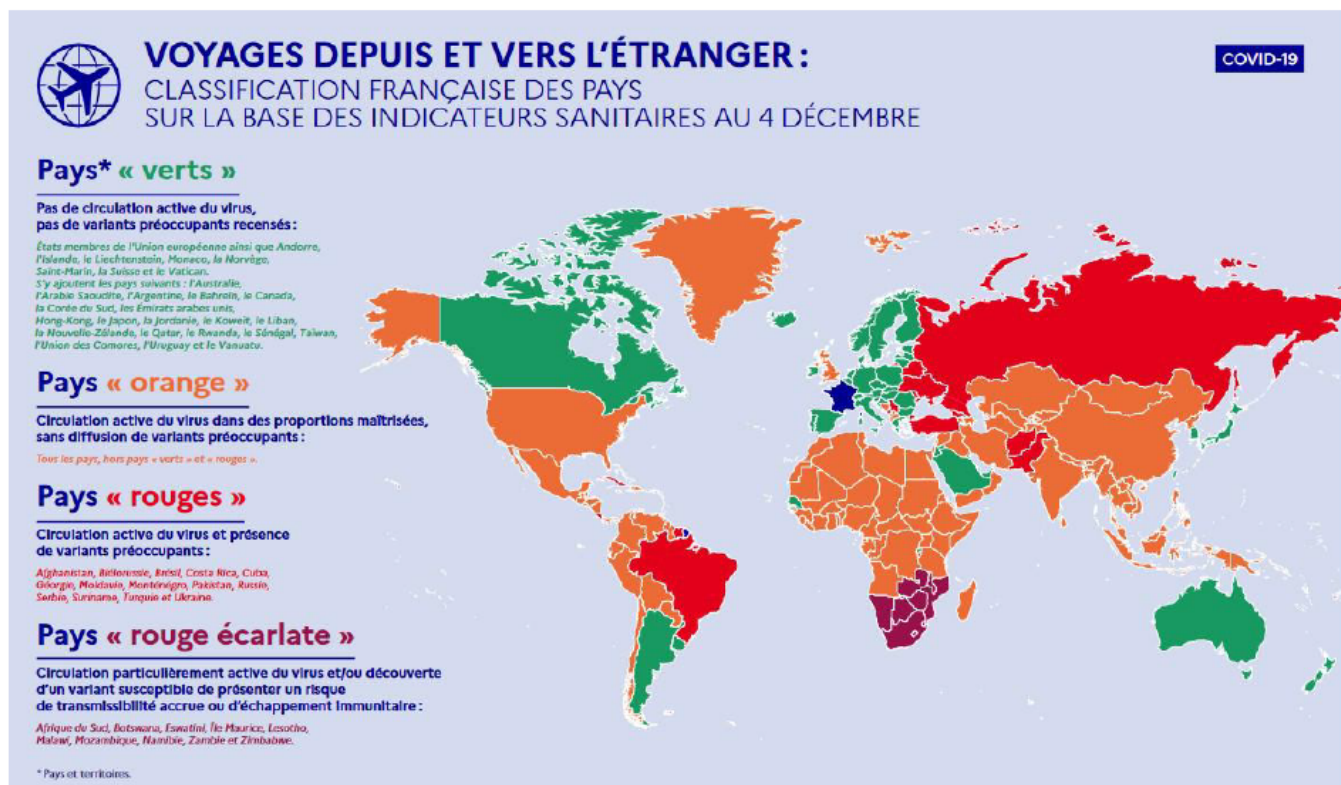 VOYAGES DEPUIS ET VERS L'ÉTRANGER :
CLASSIFICATION FRANÇAISE DES PAYS
SUR LA BASE DES INDICATEURS SANITAIRES AU 4 DÉCEMBRE
COVID-19
Pays* « verts »
Pas de circulation active du virus,
pas de variants préoccupants recensés :
États membres de l'Union européenne ainsi que Andorre,
l'Islande, le Liechtenstein, Monaco, la Norvège,
Saint-Marin, la Suisse et le Vatican.
S'y ajoutent les pays suivants : l'Australie,
l'Arabie Saoudite, l'Argentine, le Bahreïn, le Canada,
la Corée du Sud, les Émirats arabes unis,
Hong-Kong, le Japon, la Jordanie, le Koweït, le Liban,
la Nouvelle-Zélande, le Qatar, le Rwanda, le Sénégal, Taiwan,
l'Union des Comores, l'Uruguay et le Vanuatu.
Pays « orange »
Circulation active du virus dans des proportions maîtrisées,
sans diffusion de variants préoccupants :
Tous les pays, hors pays « verts » et « rouges ».
Pays « rouges »
Circulation active du virus et présence
de variants préoccupants :
Afghanistan, Biélorussie, Brésil, Costa Rica, Cuba,
Géorgie, Moldavie, Monténégro, Pakistan, Russie,
Serbie, Suriname, Turquie et Ukraine.
Pays « rouge écarlate »
Circulation particulièrement active du virus et/ou découverte
d'un variant susceptible de présenter un risque
de transmissibilité accrue ou d'échappement immunitaire :
Afrique du Sud, Botswana, Eswatini, Île Maurice, Lesotho,
Malawi, Mozambique, Namibie, Zambie et Zimbabwe.
* Pays et territoires.